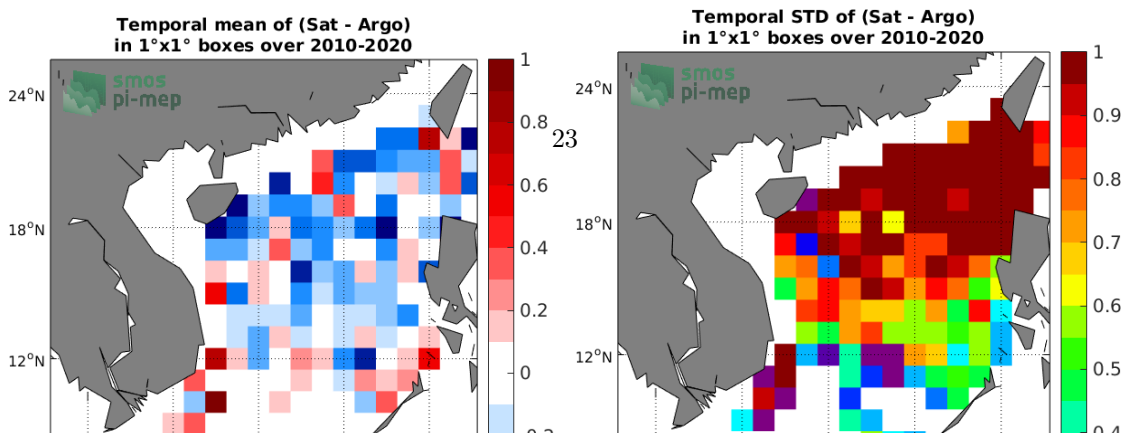 Temporal mean of (Sat - Argo)
in 1°x1° boxes over 2010-2020
smos
pi-mep
24°N
18°N
12°N
1
0.8
0.6
0.4
0.2
0
23
Temporal STD of (Sat - Argo)
in 1°x1° boxes over 2010-2020
smos
pi-mep
24°N
18°N
12°N
1
0.9
0.8
0.7
0.6
0.5
0.4